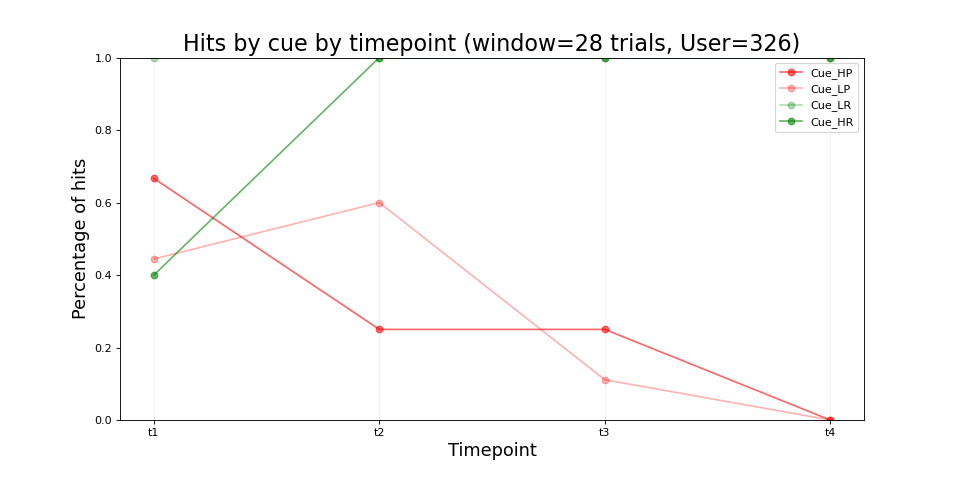 Hits by cue by timepoint (window=28 trials, User=326)
Percentage of hits
1.0
0.8
0.6
0.4
0.2
0.0
Cue_HP
Cue_LP
Cue_LR
Cue_HR
t1
t2
t3
t4
Timepoint